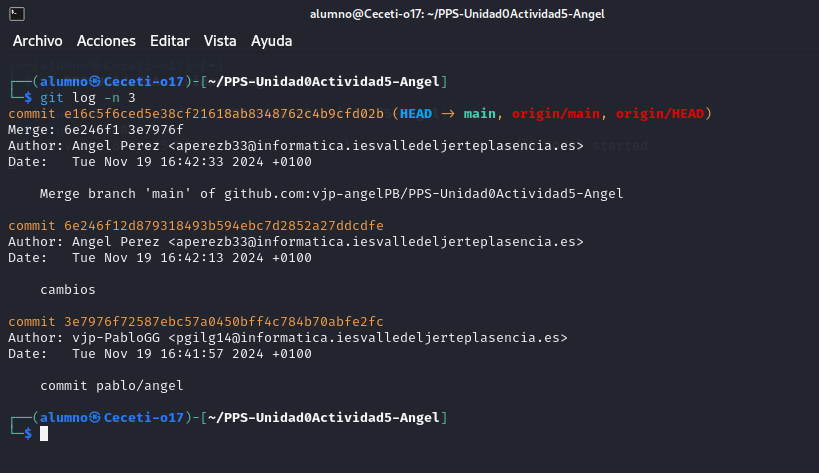 alumno@Ceceti-o17: ~/PPS-Unidad0Actividad5-Angel
Archivo Acciones Editar Vista Ayuda
┌──(alumno㉿Ceceti-o17)-[~/PPS-Unidad0Actividad5-Angel]
└─$ git log -n 3
commit e16c5f6ced5e38cf21618ab8348762c4b9cfd02b (HEAD -> main, origin/main, origin/HEAD)
Merge: 6e246f1 3e7976f
Author: Angel Perez <aperezb33@informatica.iesvalledeljerteplasencia.es> started
Date:   Tue Nov 19 16:42:33 2024 +0100
Merge branch 'main' of github.com:vjp-angelPB/PPS-Unidad0Actividad5-Angel
commit 6e246f12d879318493b594ebc7d2852a27ddcdfe
Author: Angel Perez <aperezb33@informatica.iesvalledeljerteplasencia.es>
Date:   Tue Nov 19 16:42:13 2024 +0100
cambios
commit 3e7976f72587ebc57a0450bff4c784b70abfe2fc
Author: vjp-PabloGG <pgilg14@informatica.iesvalledeljerteplasencia.es>
Date:   Tue Nov 19 16:41:57 2024 +0100
commit pablo/angel
┌──(alumno㉿Ceceti-o17)-[~/PPS-Unidad0Actividad5-Angel]
└─$